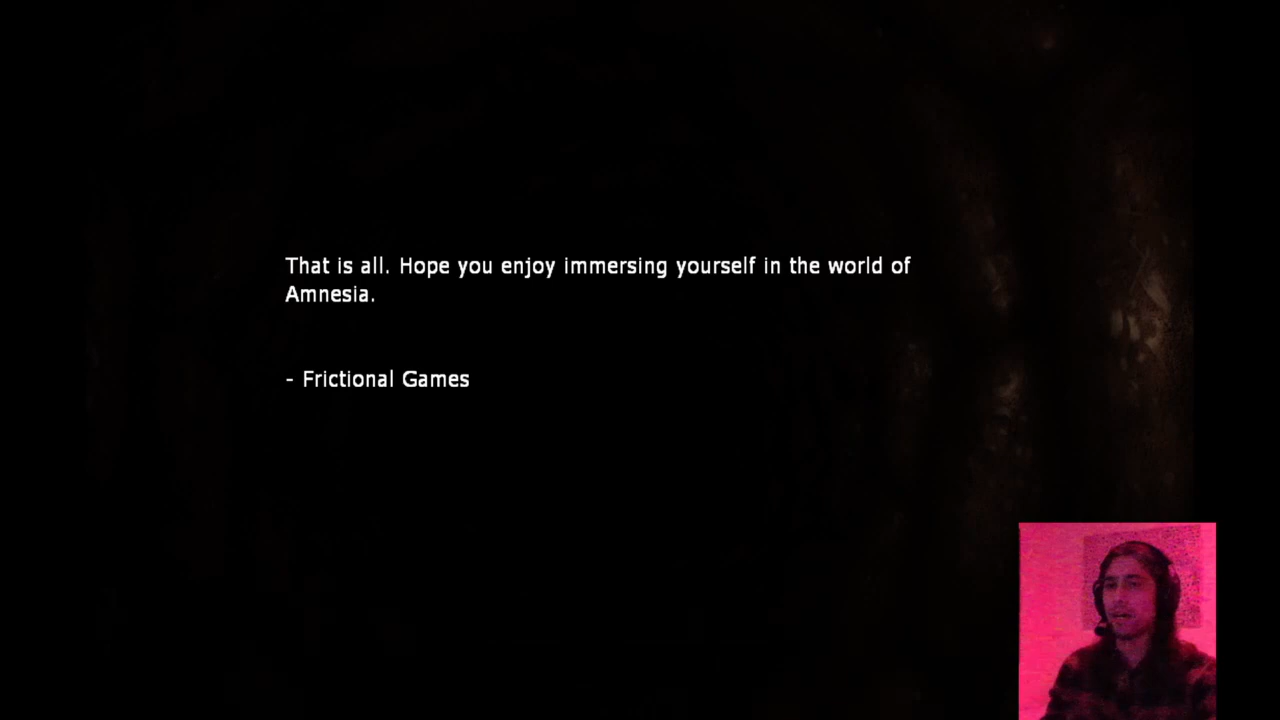 That is all. Hope you enjoy immersing yourself in the world of
Amnesia.
- Frictional Games